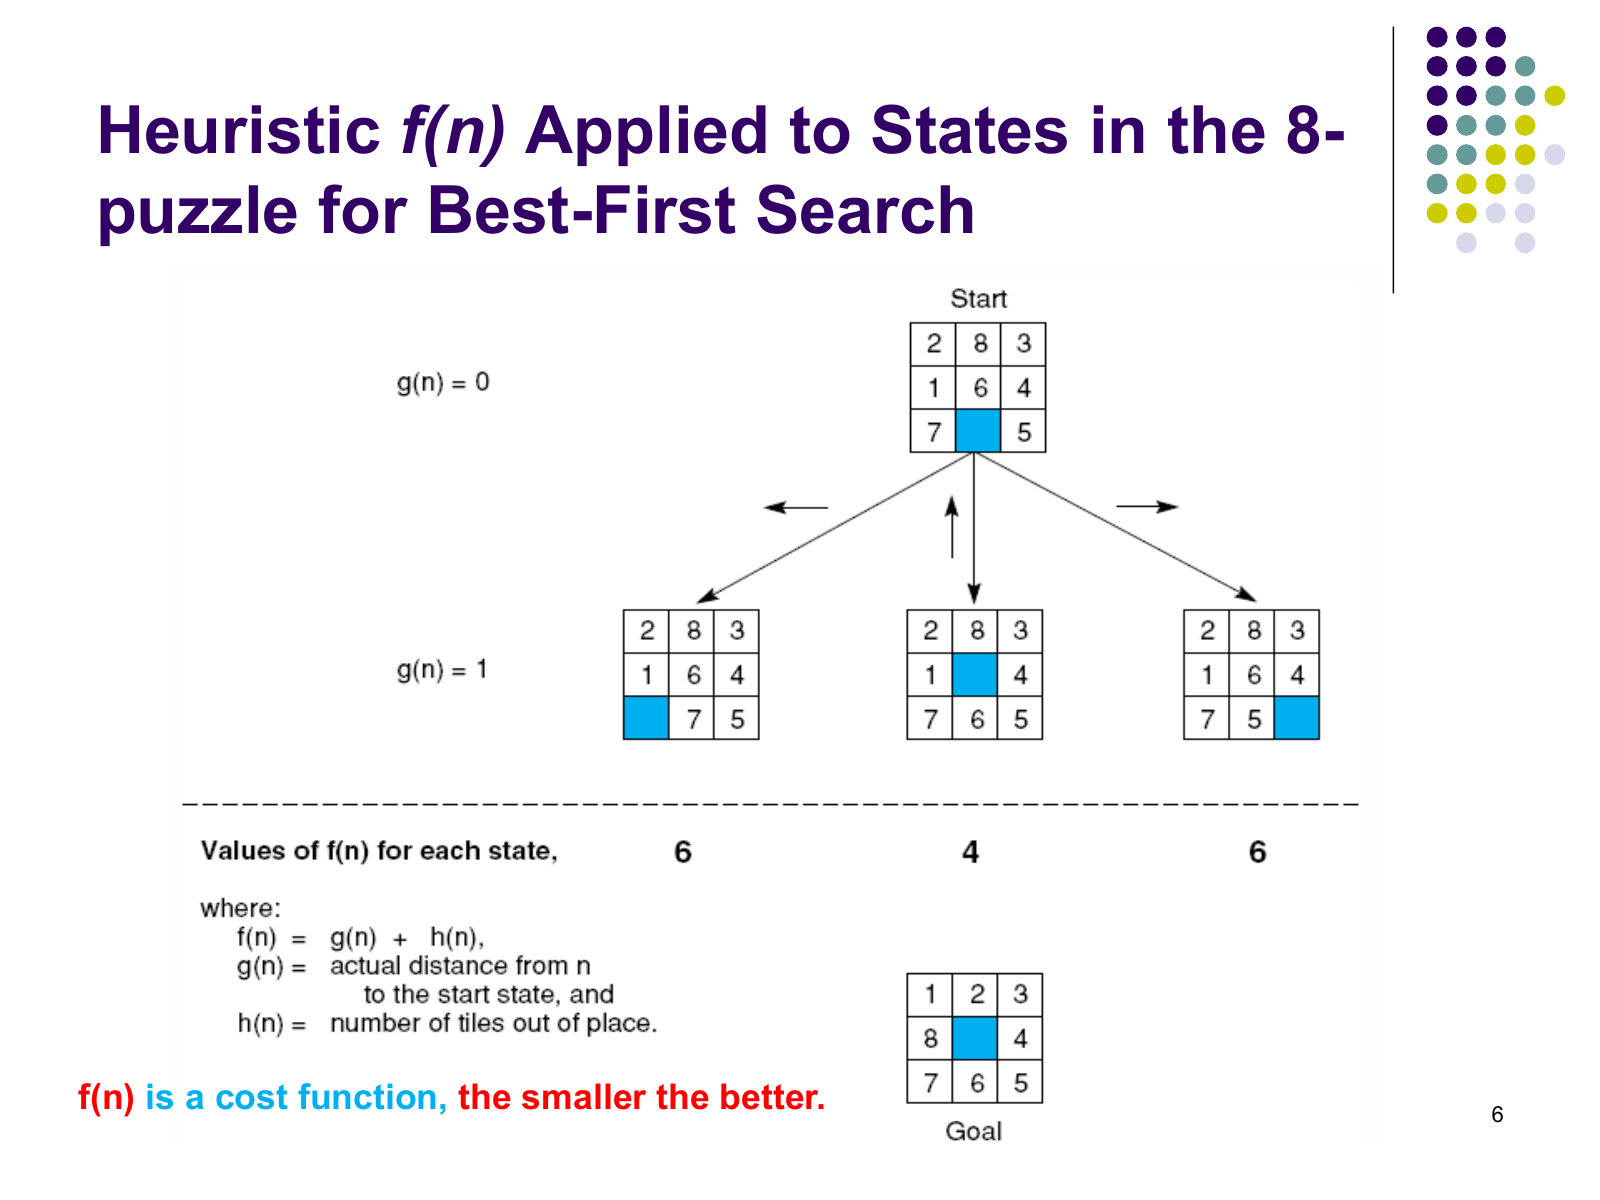 Heuristic f(n) Applied to States in the 8-
puzzle for Best-First Search
Start
2 8 3
g(n) = 0
1 6 4
7 5
2 8 3 2 8 3 2 8 3
g(n) = 1
1 6 4 1 4 1 6 4
7 5 7 6 5 7 5
Values of f(n) for each state, 6 4 6
where:
f(n) = g(n) + h(n),
g(n) = actual distance from n
to the start state, and
h(n) = number of tiles out of place.
1 2 3
8 4
7 6 5
Goal
f(n) is a cost function, the smaller the better.
6